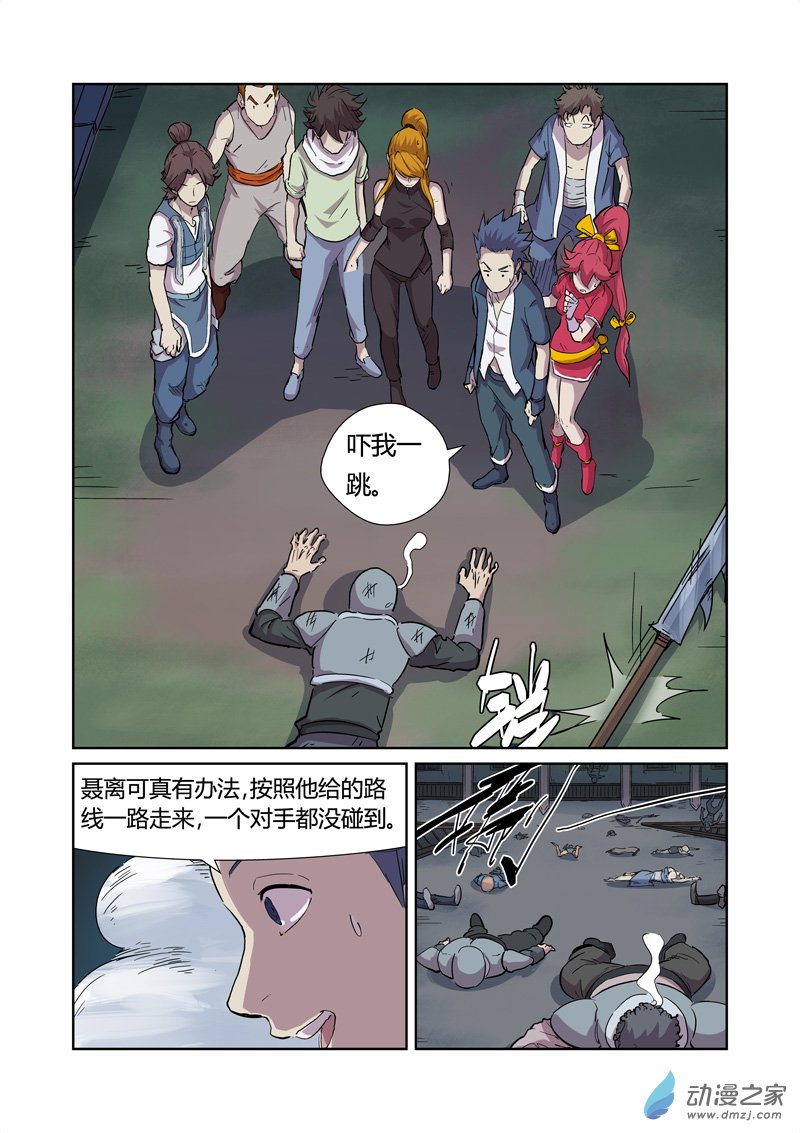 吓我一
跳。
聂离可真有办法，按照他给的路
线一路走来，一个对手都没碰到。
动漫之家
www.dmzj.com